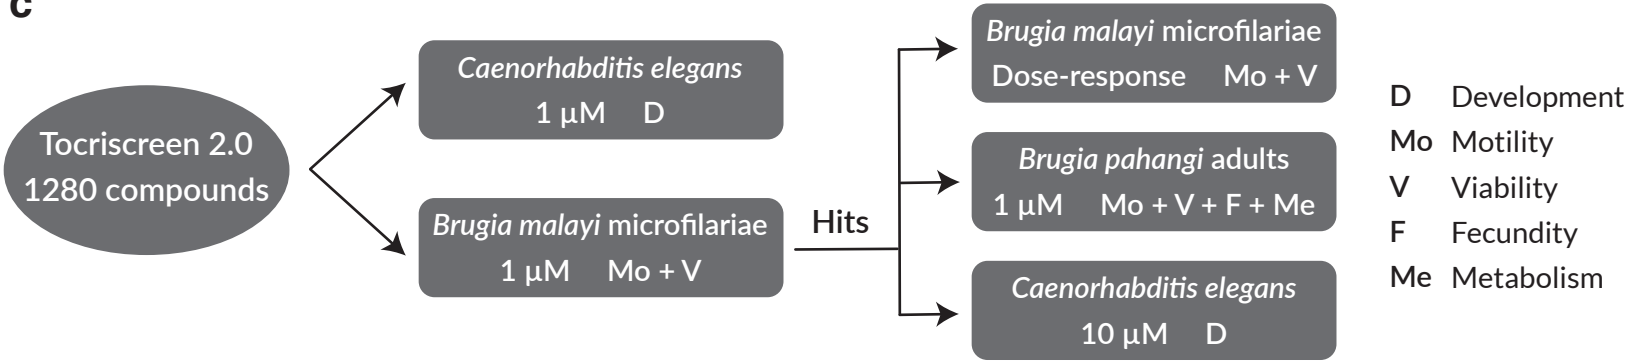 c
Tocriscreen 2.0
1280 compounds
Caenorhabditis elegans
1 μM D
Brugia malayi microfilariae
1 μM Mo + V
Hits
Brugia malayi microfilariae
Dose-response Mo + V
Brugia pahangi adults
1 μM Mo + V + F + Me
Caenorhabditis elegans
10 μM D
D Development
Mo Motility
V Viability
F Fecundity
Me Metabolism